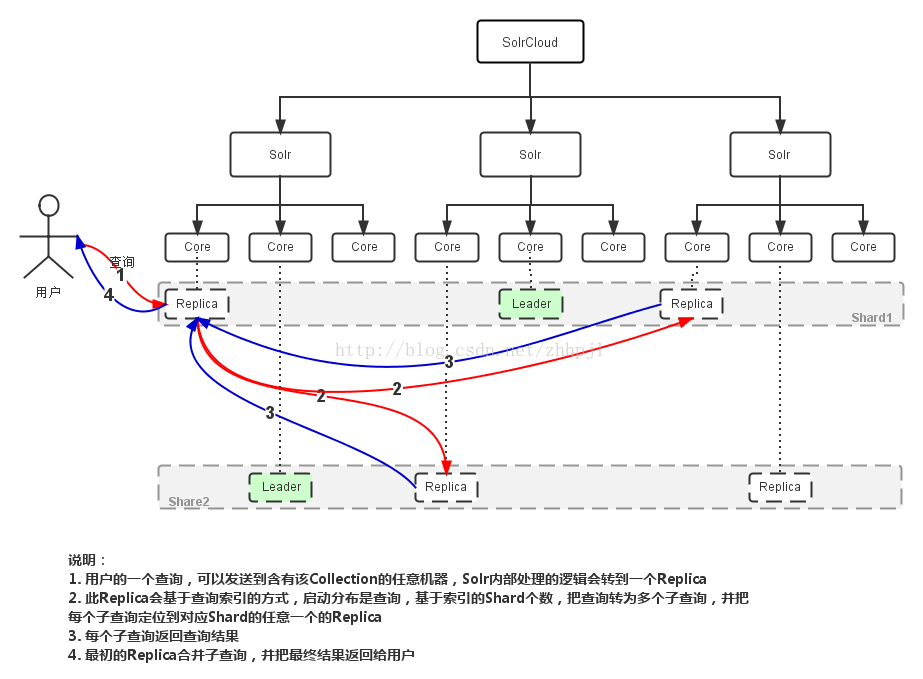 SolrCloud
Solr
Solr
Solr
Core
Core
Core
Core
Core
Core
Core
Core
Core
用户
查询
1
4
Replica
Leader
Replica
Shard1
http://blog.csdn.net/zhhpjl
3
2
2
3
Leader
Replica
Replica
Share2
说明：
1. 用户的一个查询，可以发送到含有该Collection的任意机器，Solr内部处理的逻辑会转到一个Replica
2. 此Replica会基于查询索引的方式，启动分布是查询，基于索引的Shard个数，把查询转为多个子查询，并把
每个子查询定位到对应Shard的任意一个的Replica
3. 每个子查询返回查询结果
4. 最初的Replica合并子查询，并把最终结果返回给用户